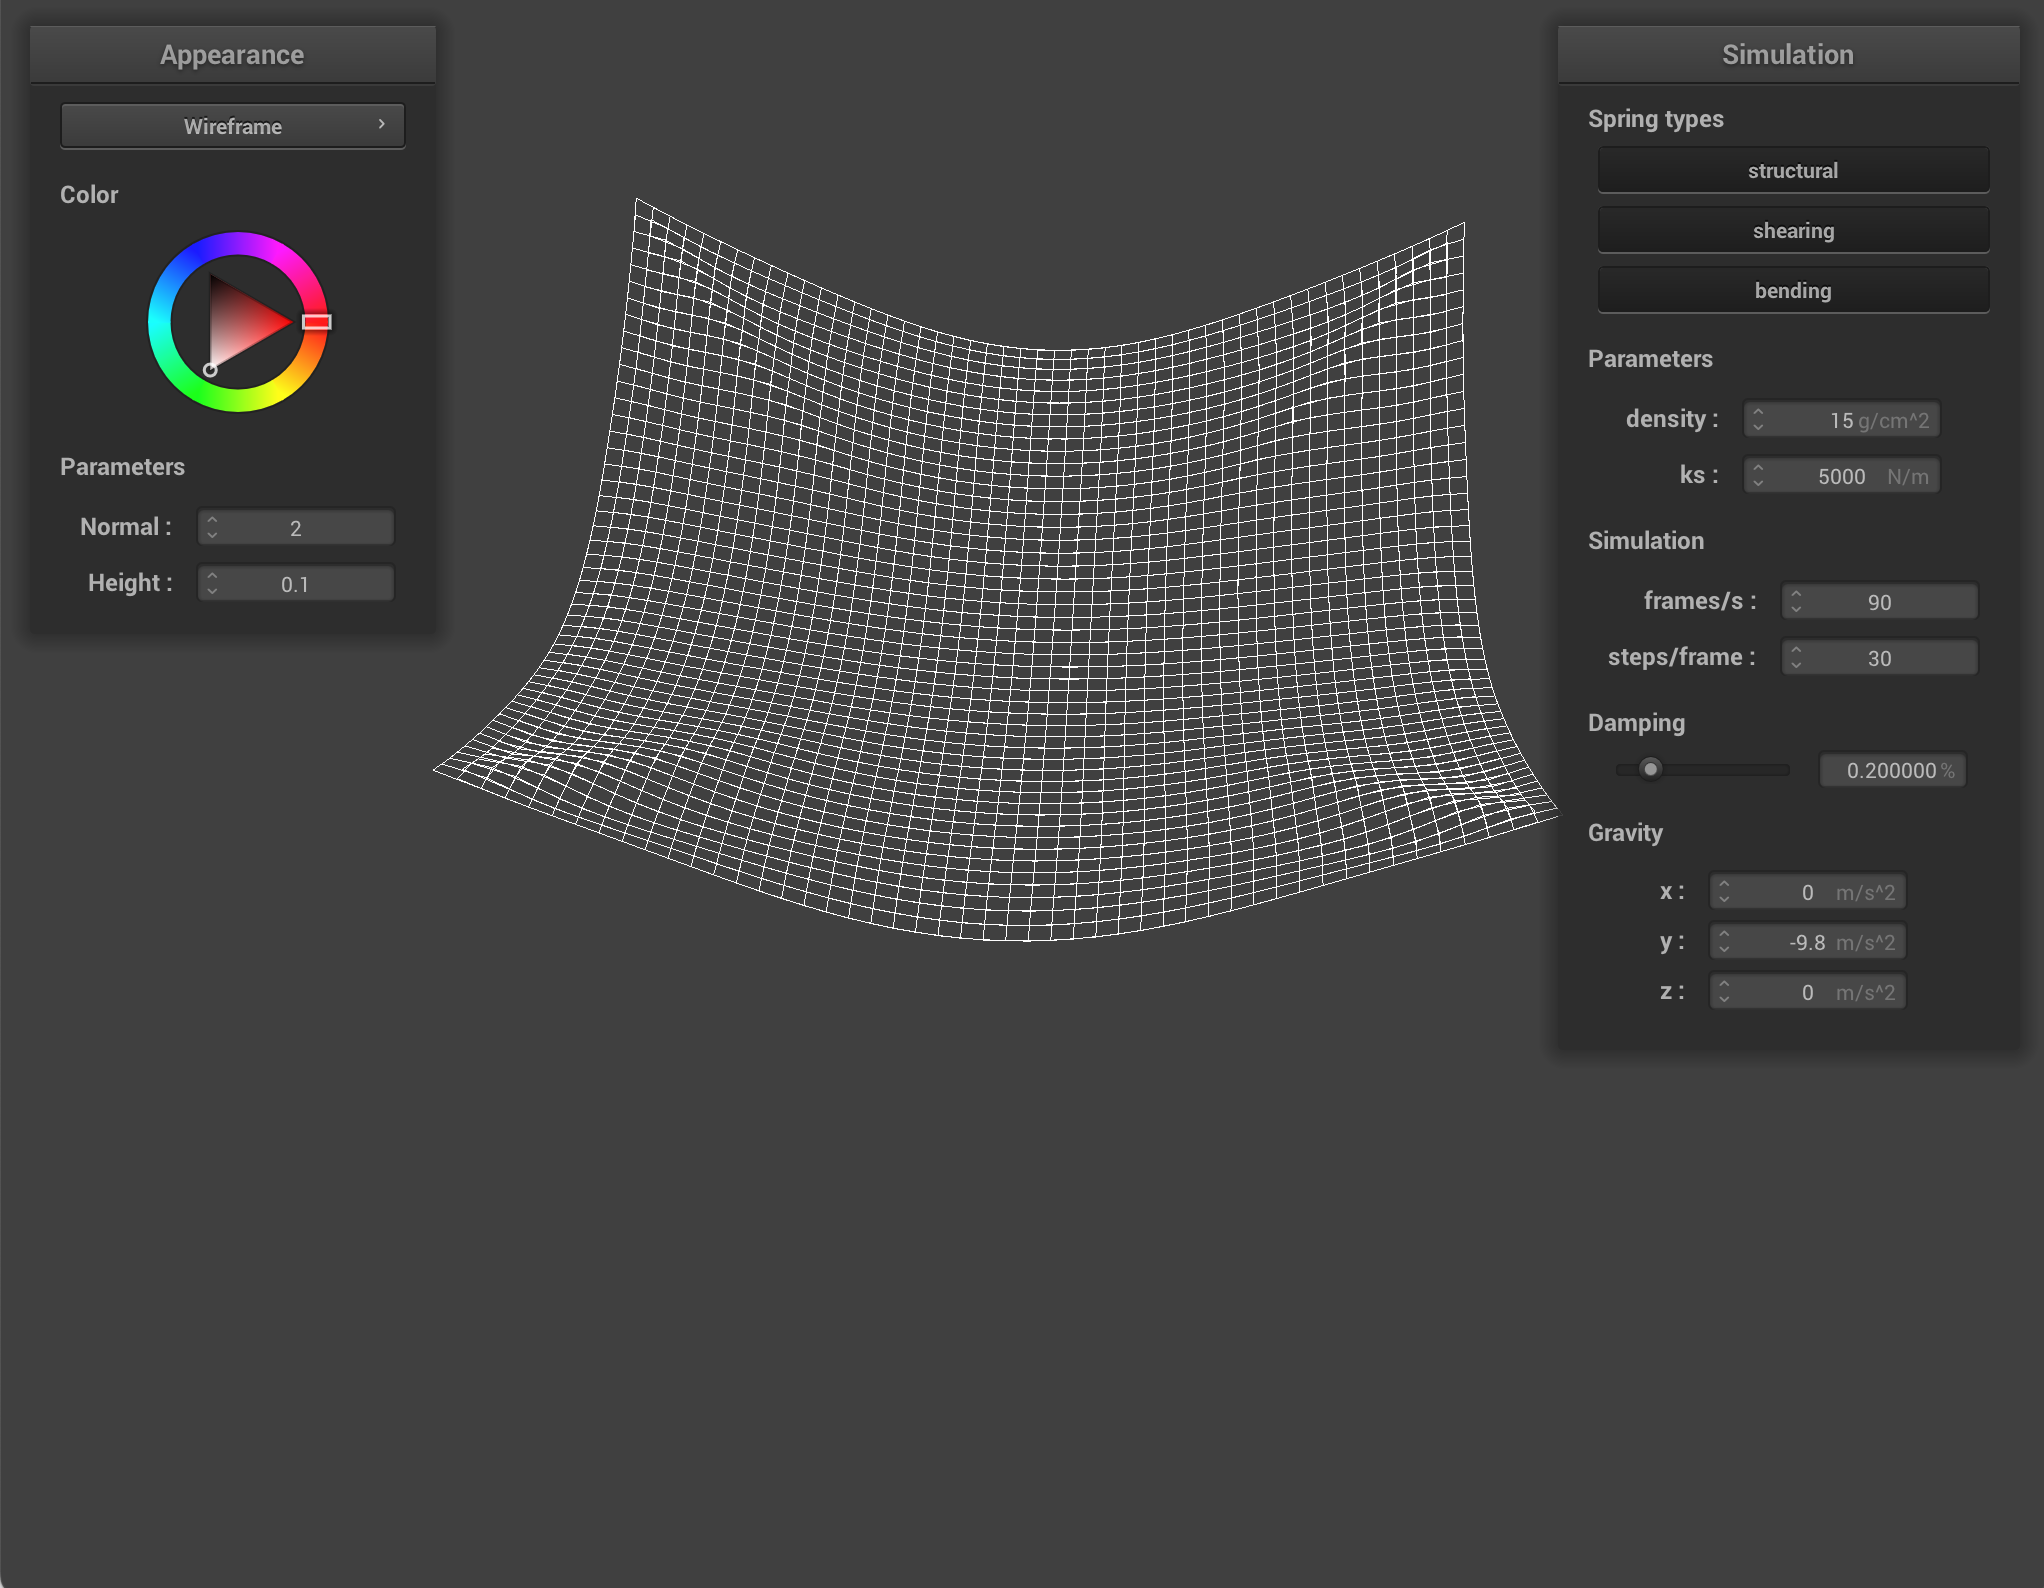 Appearance
Wireframe
Color
Parameters
Normal : 2
Height : 0.1
Simulation
Spring types
structural
shearing
bending
Parameters
density : 15 g/cm^2
ks : 5000 N/m
Simulation
frames/s : 90
steps/frame : 30
Damping
0.200000 %
Gravity
x : 0 m/s^2
y : -9.8 m/s^2
z : 0 m/s^2